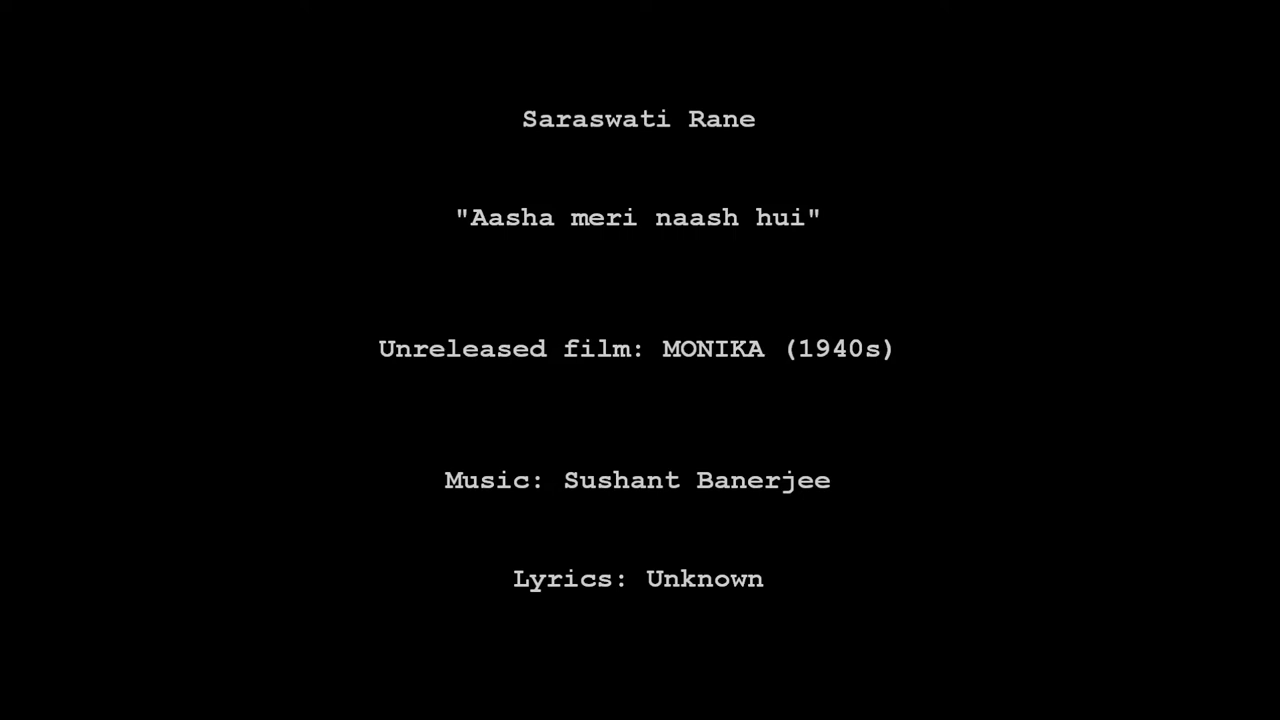 Saraswati Rane
"Aasha meri naash hui"
Unreleased film: MONIKA (1940s)
Music: Sushant Banerjee
Lyrics: Unknown